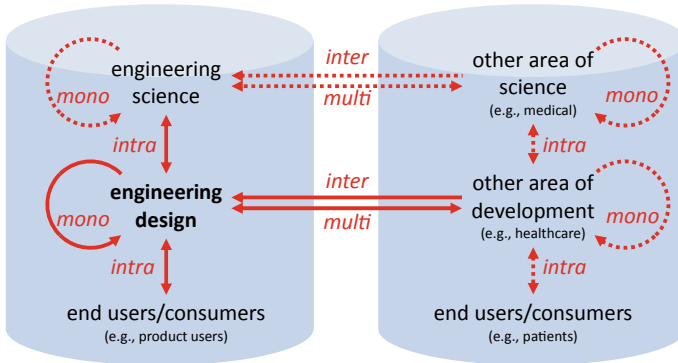 engineering
science
mono
intra
engineering
design
mono
intra
end users/consumers
(e.g., product users)
inter
multi
inter
multi
other area of
science
(e.g., medical)
mono
intra
other area of
development
(e.g., healthcare)
mono
intra
end users/consumers
(e.g., patients)